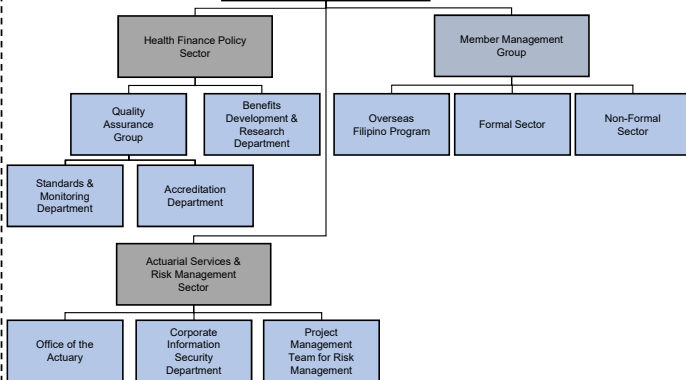 Health Finance Policy
Sector
Member Management
Group
Quality
Assurance
Group
Benefits
Development &
Research
Department
Overseas
Filipino Program
Formal Sector
Non-Formal
Sector
Standards &
Monitoring
Department
Accreditation
Department
Actuarial Services &
Risk Management
Sector
Office of the
Actuary
Corporate
Information
Security
Department
Project
Management
Team for Risk
Management